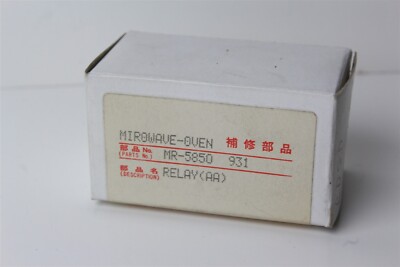 MIROWAVE-OVEN 補修部品
部品No. MR-5850 931
(PARTS No.)
部品名 RELAY(AA)
(DESCRIPTION)